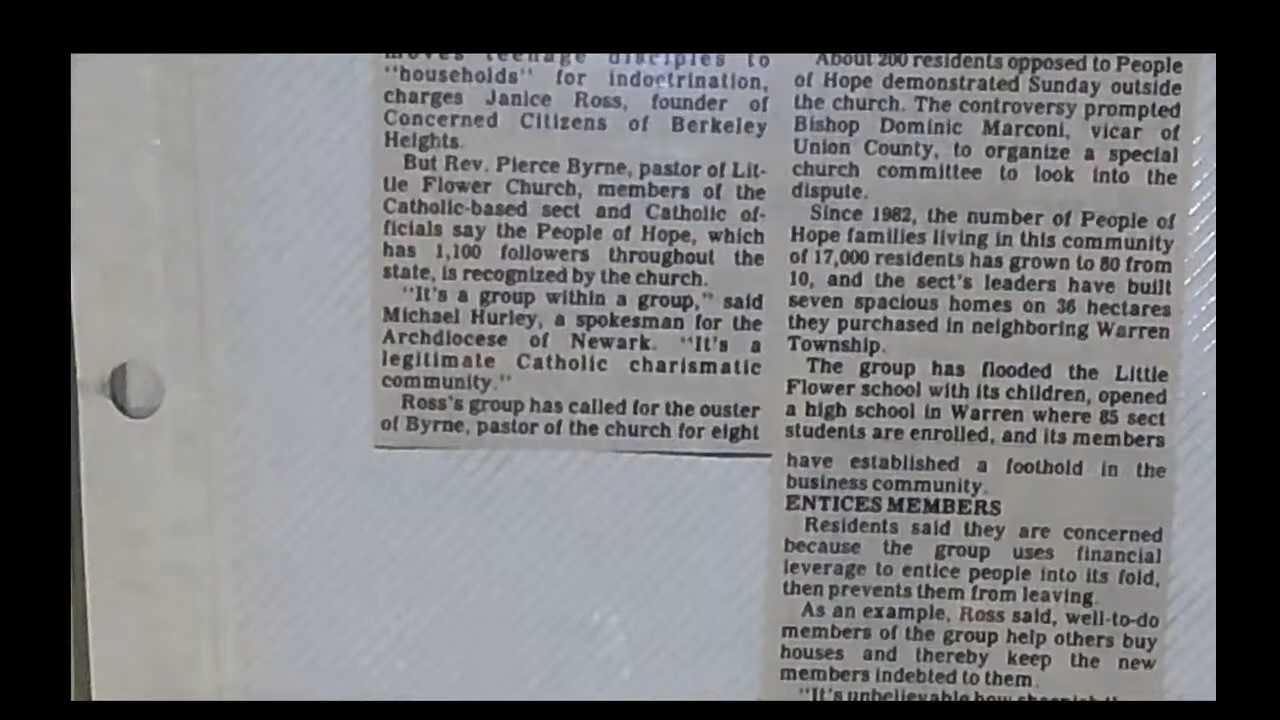 moves teenage disciples to
"households" for indoctrination,
charges Janice Ross, founder of
Concerned Citizens of Berkeley
Heights.
But Rev. Pierce Byrne, pastor of Lit-
tle Flower Church, members of the
Catholic-based sect and Catholic of-
ficials say the People of Hope, which
has 1,100 followers throughout the
state, is recognized by the church.
"It's a group within a group," said
Michael Hurley, a spokesman for the
Archdiocese of Newark. "It's a
legitimate Catholic charismatic
community."
Ross's group has called for the ouster
of Byrne, pastor of the church for eight
About 200 residents opposed to People
of Hope demonstrated Sunday outside
the church. The controversy prompted
Bishop Dominic Marconi, vicar of
Union County, to organize a special
church committee to look into the
dispute.
Since 1982, the number of People of
Hope families living in this community
of 17,000 residents has grown to 80 from
10, and the sect's leaders have built
seven spacious homes on 36 hectares
they purchased in neighboring Warren
Township.
The group has flooded the Little
Flower school with its children, opened
a high school in Warren where 85 sect
students are enrolled, and its members
have established a foothold in the
business community.
ENTICES MEMBERS
Residents said they are concerned
because the group uses financial
leverage to entice people into its fold,
then prevents them from leaving.
As an example, Ross said, well-to-do
members of the group help others buy
houses and thereby keep the new
members indebted to them.
"It's unbelievable how